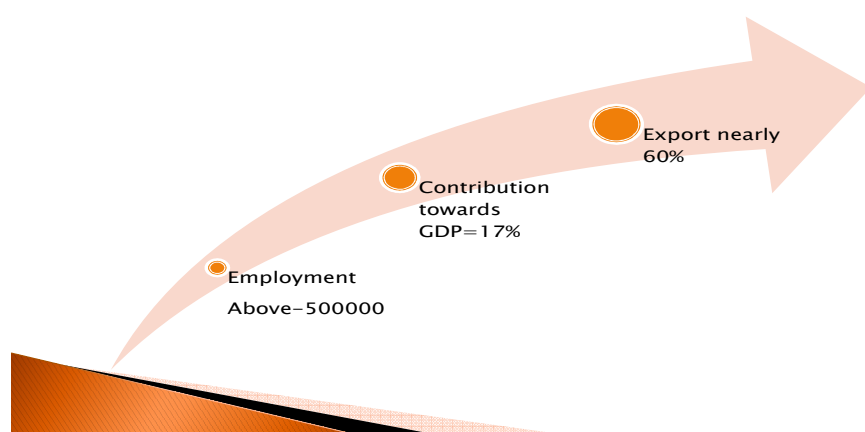 Export nearly
60%
Contribution
towards
GDP=17%
Employment
Above-500000